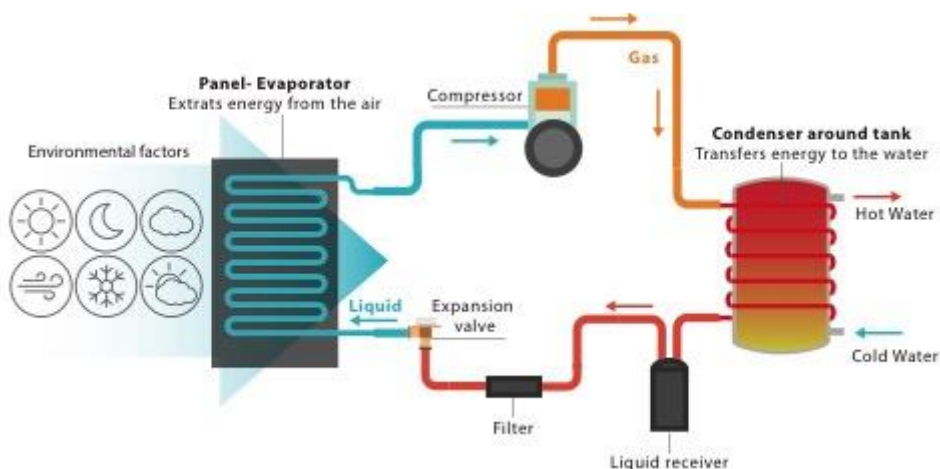 Gas
Panel- Evaporator
Extrats energy from the air
Compressor
Condenser around tank
Transfers energy to the water
Environmental factors
Hot Water
Liquid
Expansion
valve
Cold Water
Filter
Liquid receiver